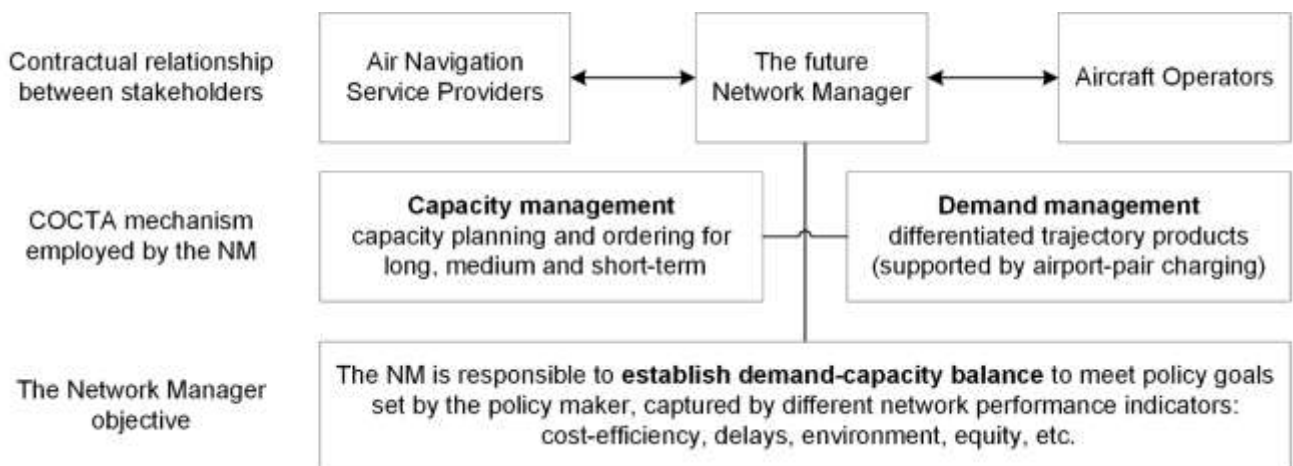 Contractual relationship
between stakeholders
Air Navigation
Service Providers
The future
Network Manager
Aircraft Operators
COCTA mechanism
employed by the NM
Capacity management
capacity planning and ordering for
long, medium and short-term
Demand management
differentiated trajectory products
(supported by airport-pair charging)
The Network Manager
objective
The NM is responsible to establish demand-capacity balance to meet policy goals
set by the policy maker, captured by different network performance indicators:
cost-efficiency, delays, environment, equity, etc.